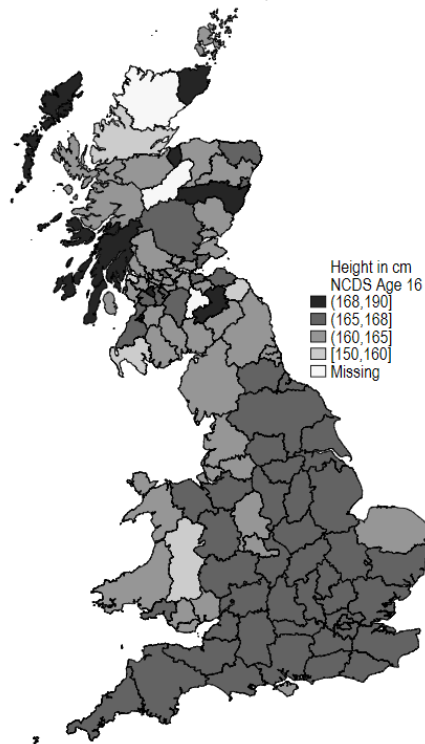 Height in cm
NCDS Age 16
(168,190]
(165,168]
(160,165]
[150,160]
Missing